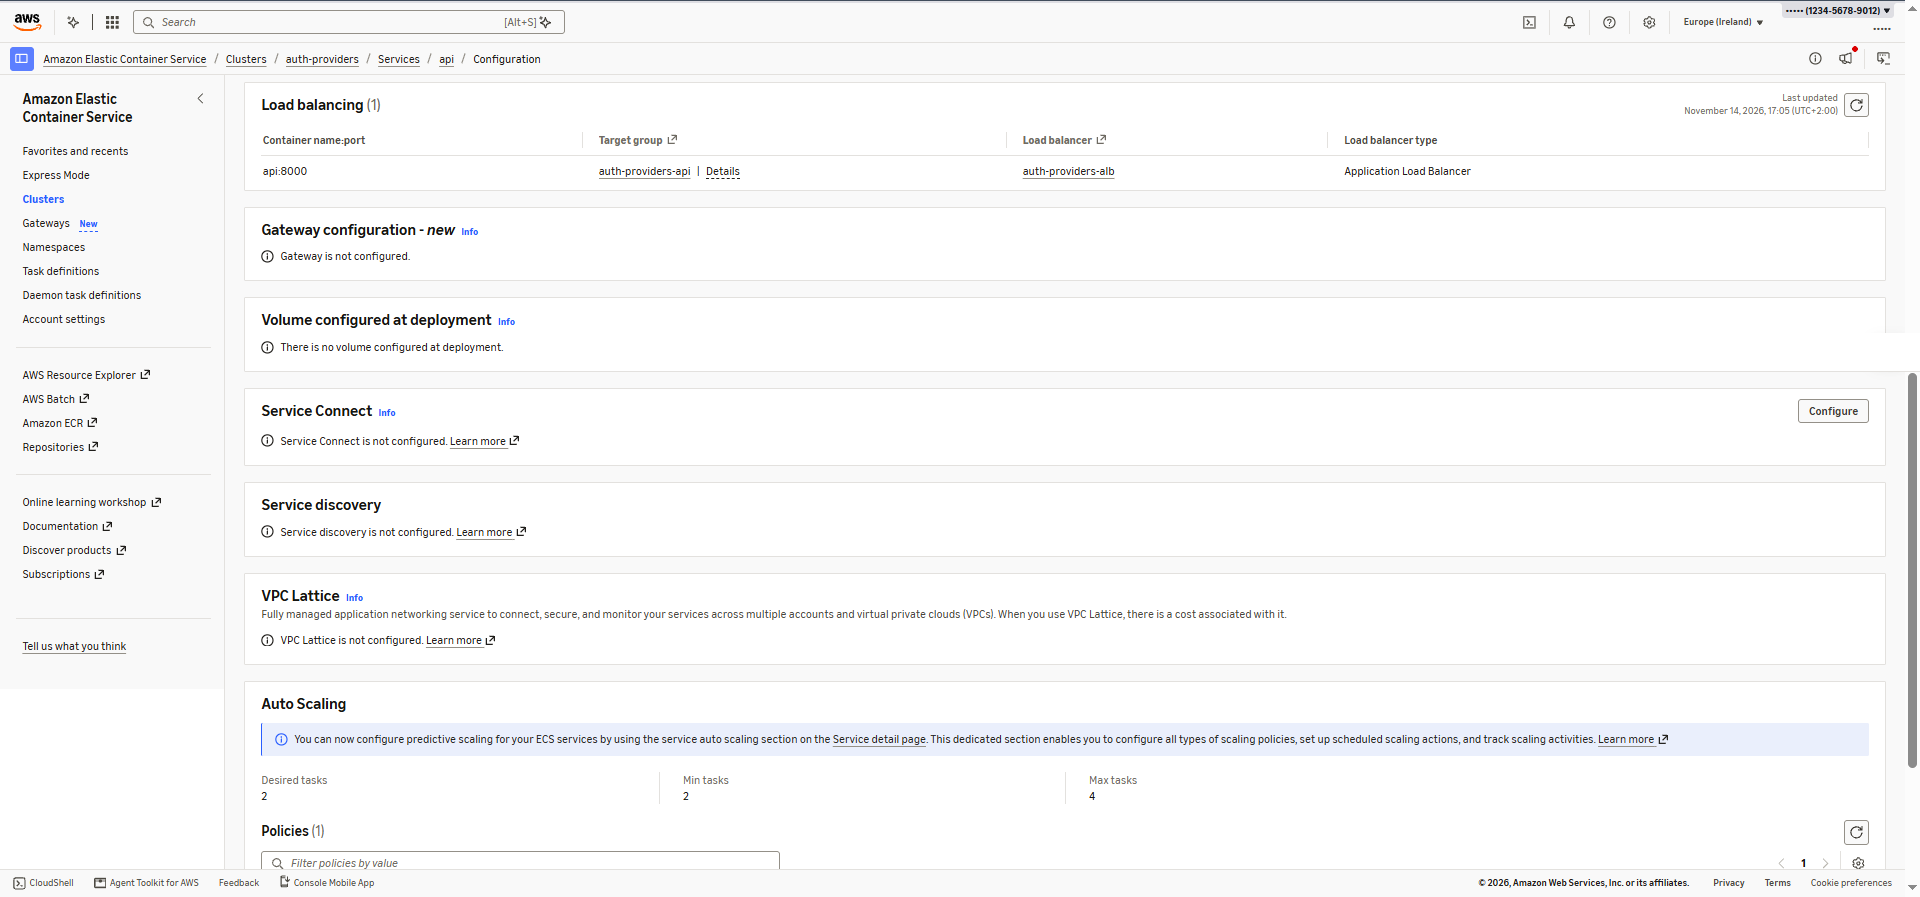 aws
Search
[Alt+S]
Europe (Ireland) ▼
••••• (1234-5678-9012) ▼
•••••
Amazon Elastic Container Service / Clusters / auth-providers / Services / api / Configuration
Amazon Elastic
Container Service
Favorites and recents
Express Mode
Clusters
Gateways New
Namespaces
Task definitions
Daemon task definitions
Account settings
AWS Resource Explorer
AWS Batch
Amazon ECR
Repositories
Online learning workshop
Documentation
Discover products
Subscriptions
Tell us what you think
Load balancing (1)
Last updated
November 14, 2026, 17:05 (UTC+2:00)
Container name:port
Target group
Load balancer
Load balancer type
api:8000
auth-providers-api | Details
auth-providers-alb
Application Load Balancer
Gateway configuration - new Info
Gateway is not configured.
Volume configured at deployment Info
There is no volume configured at deployment.
Service Connect Info
Configure
Service Connect is not configured. Learn more
Service discovery
Service discovery is not configured. Learn more
VPC Lattice Info
Fully managed application networking service to connect, secure, and monitor your services across multiple accounts and virtual private clouds (VPCs). When you use VPC Lattice, there is a cost associated with it.
VPC Lattice is not configured. Learn more
Auto Scaling
You can now configure predictive scaling for your ECS services by using the service auto scaling section on the Service detail page. This dedicated section enables you to configure all types of scaling policies, set up scheduled scaling actions, and track scaling activities. Learn more
Desired tasks
2
Min tasks
2
Max tasks
4
Policies (1)
Filter policies by value
1
CloudShell
Agent Toolkit for AWS
Feedback
Console Mobile App
© 2026, Amazon Web Services, Inc. or its affiliates.
Privacy
Terms
Cookie preferences